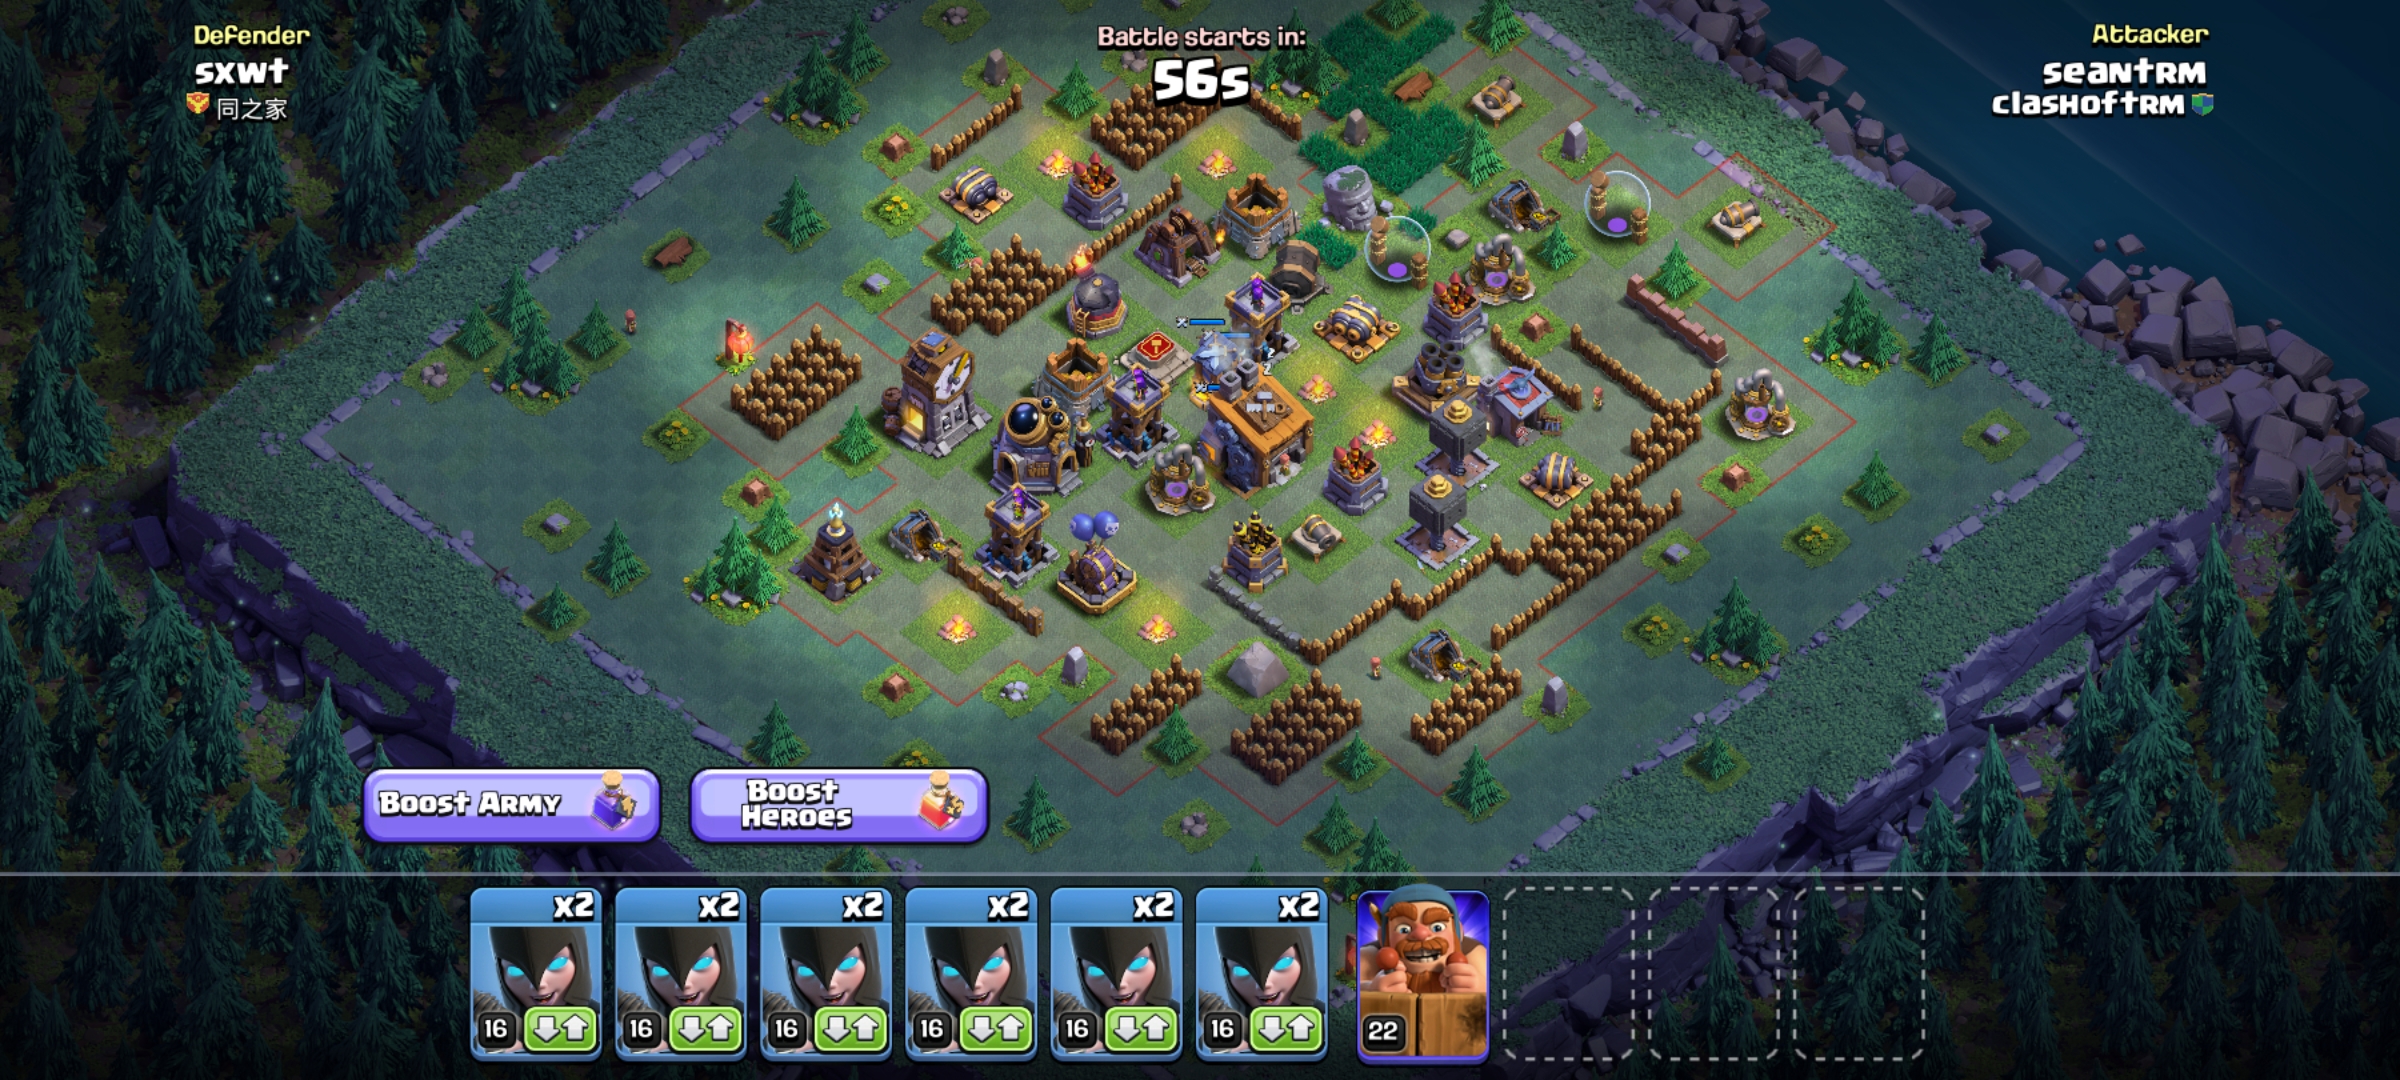 Defender
sxwt
同之家
Battle starts in:
56s
Attacker
seantrm
clashoftrm
Boost Army
Boost
Heroes
x2
x2
x2
x2
x2
x2
16
16
16
16
16
16
22